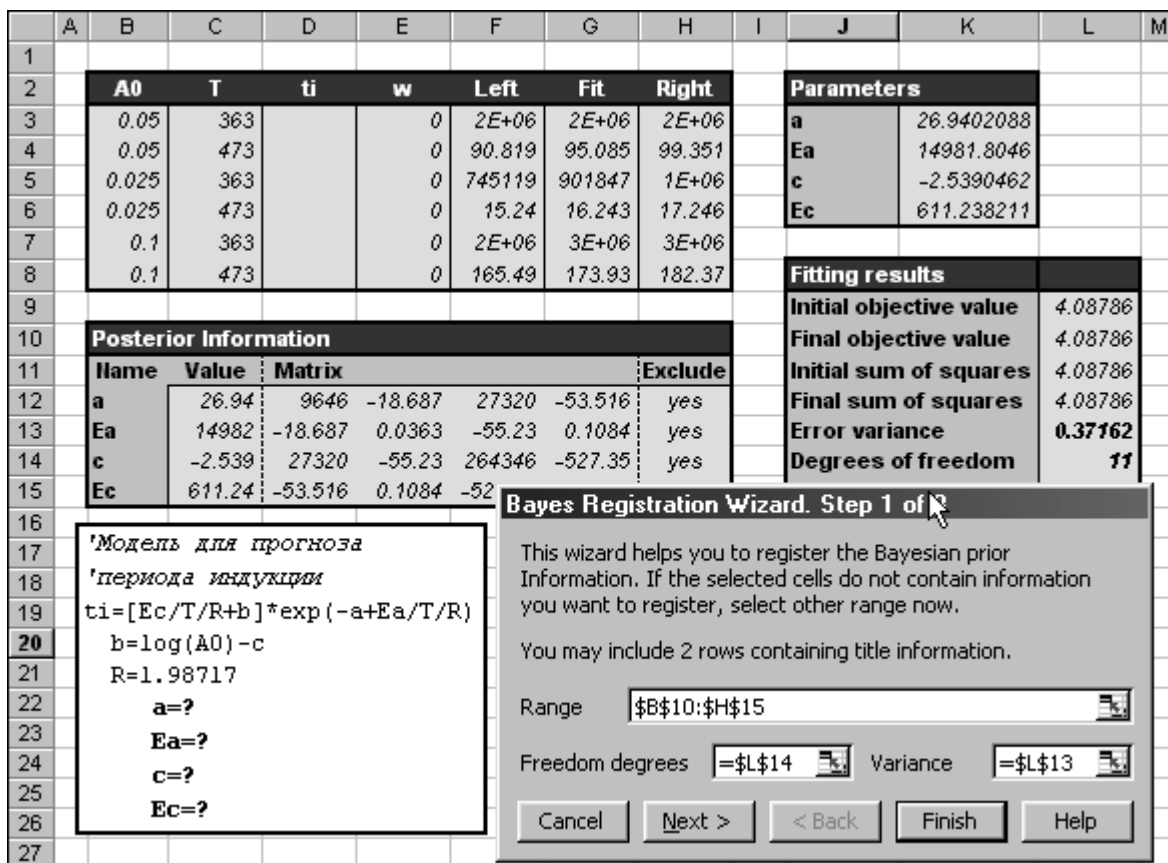 A B C D E F G H I J K L M
1
2 A0 T ti w Left Fit Right Parameters
3 0.05 363 0 2E+06 2E+06 2E+06 a 26.9402088
4 0.05 473 0 90.819 95.085 99.351 Ea 14981.8046
5 0.025 363 0 745119 901847 1E+06 c -2.5390462
6 0.025 473 0 15.24 16.243 17.246 Ec 611.238211
7 0.1 363 0 2E+06 3E+06 3E+06
8 0.1 473 0 165.49 173.93 182.37 Fitting results
9 Initial objective value 4.08786
10 Posterior Information Final objective value 4.08786
11 Name Value Matrix Exclude Initial sum of squares 4.08786
12 a 26.94 9646 -18.687 27320 -53.516 yes Final sum of squares 4.08786
13 Ea 14982 -18.687 0.0363 -55.23 0.1084 yes Error variance 0.37162
14 c -2.539 27320 -55.23 264346 -527.35 yes Degrees of freedom 11
15 Ec 611.24 -53.516 0.1084 -52
16
17
18
19
20
21
22
23
24
25
26
27
'Модель для прогноза
'периода индукции
ti=[Ec/T/R+b]*exp(-a+Ea/T/R)
b=log(A0)-c
R=1.98717
a=?
Ea=?
c=?
Ec=?
Bayes Registration Wizard. Step 1 of
This wizard helps you to register the Bayesian prior
Information. If the selected cells do not contain information
you want to register, select other range now.
You may include 2 rows containing title information.
Range $B$10:$H$15
Freedom degrees =$L$14 Variance =$L$13
Cancel Next > < Back Finish Help